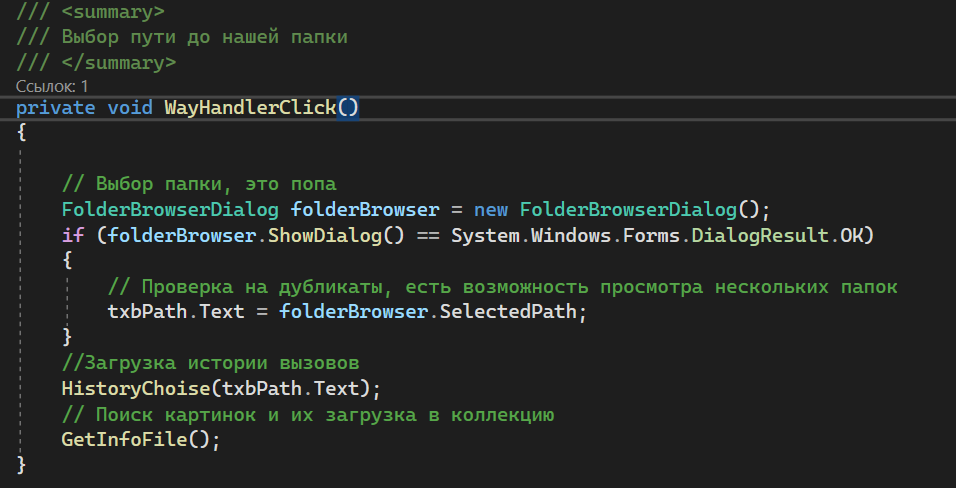 /// <summary>
/// Выбор пути до нашей папки
/// </summary>
Ссылок: 1
private void WayHandlerClick()
{
// Выбор папки, это попа
FolderBrowserDialog folderBrowser = new FolderBrowserDialog();
if (folderBrowser.ShowDialog() == System.Windows.Forms.DialogResult.OK)
{
// Проверка на дубликаты, есть возможность просмотра нескольких папок
txbPath.Text = folderBrowser.SelectedPath;
}
//Загрузка истории вызовов
HistoryChoise(txbPath.Text);
// Поиск картинок и их загрузка в коллекцию
GetInfoFile();
}